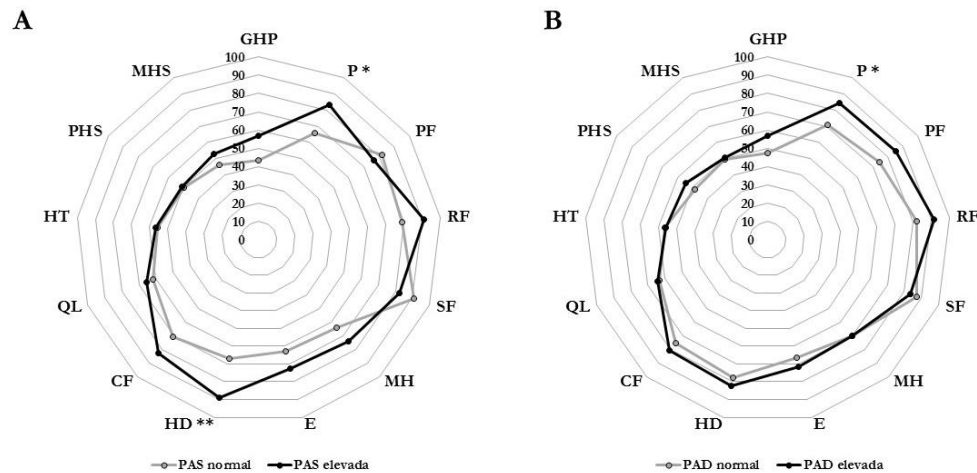 A
GHP
MHS
P *
PHS
PF
HT
RF
QL
SF
CF
MH
HD **
E
100
90
80
70
60
50
40
30
20
10
0
PAS normal
PAS elevada
B
GHP
MHS
P *
PHS
PF
HT
RF
QL
SF
CF
MH
HD
E
100
90
80
70
60
50
40
30
20
10
0
PAD normal
PAD elevada